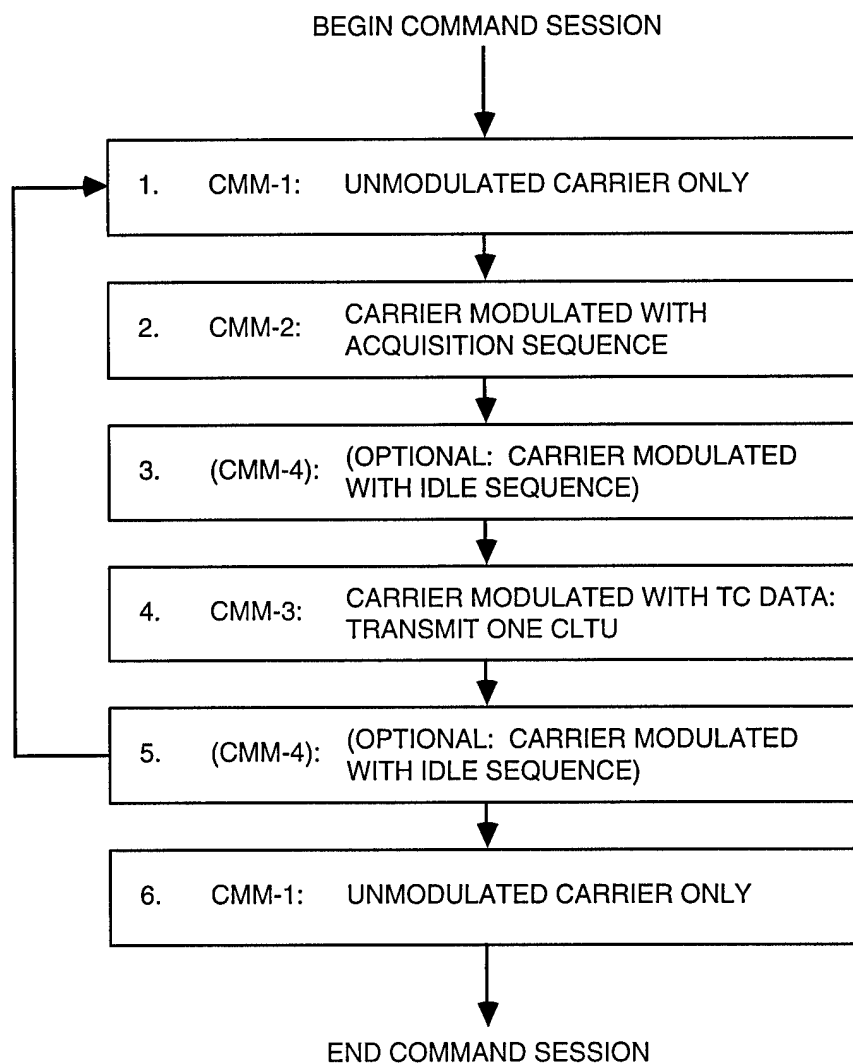 BEGIN COMMAND SESSION
1. CMM-1: UNMODULATED CARRIER ONLY
2. CMM-2: CARRIER MODULATED WITH
ACQUISITION SEQUENCE
3. (CMM-4): (OPTIONAL: CARRIER MODULATED
WITH IDLE SEQUENCE)
4. CMM-3: CARRIER MODULATED WITH TC DATA:
TRANSMIT ONE CLTU
5. (CMM-4): (OPTIONAL: CARRIER MODULATED
WITH IDLE SEQUENCE)
6. CMM-1: UNMODULATED CARRIER ONLY
END COMMAND SESSION